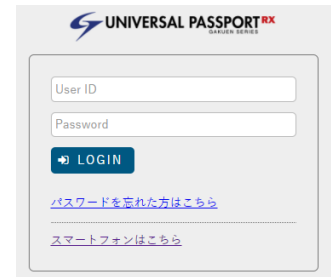 UNIVERSAL PASSPORT RX
GAKUEN SERIES
User ID
Password
LOGIN
パスワードを忘れた方はこちら
スマートフォンはこちら